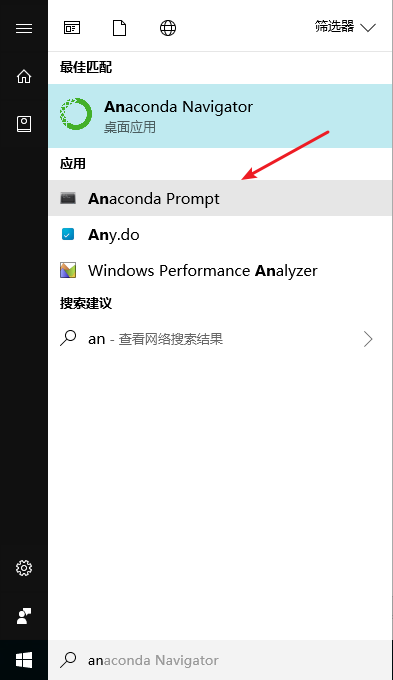 筛选器
最佳匹配
Anaconda Navigator
桌面应用
应用
Anaconda Prompt
Any.do
Windows Performance Analyzer
搜索建议
an - 查看网络搜索结果
anaconda Navigator